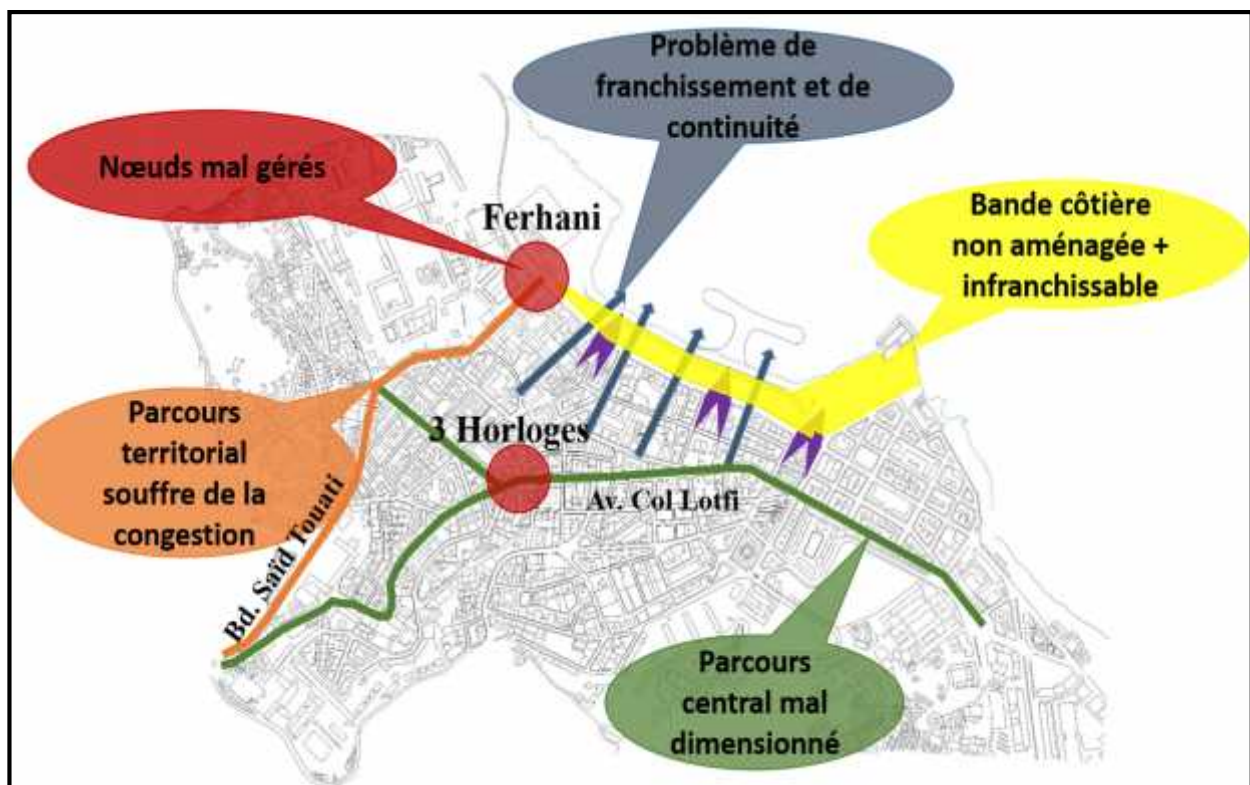 Problème de
franchissement et de
continuité
Nœuds mal gérés
Ferhani
Bande côtière
non aménagée +
infranchissable
Parcours
territorial
souffre de la
congestion
3 Horloges
Av. Col Lotfi
Bd. Saïd Touati
Parcours
central mal
dimensionné